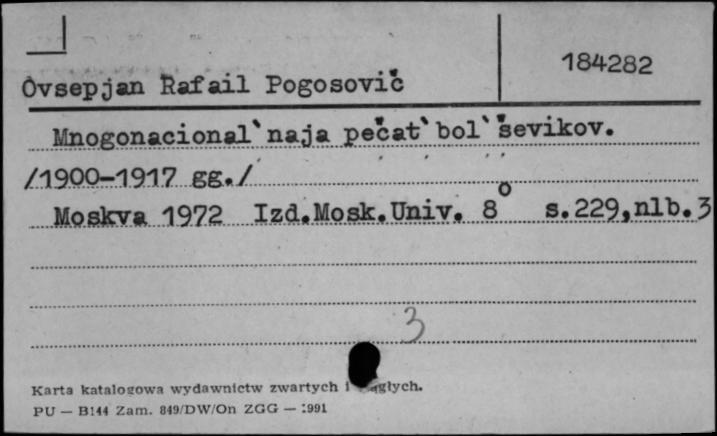 184282
Ovsepjan Rafail Pogosovič
Mnogonacional`naja pečat` bol`ševikov.
/1900-1917 gg./
Moskva 1972 Izd.Mosk.Univ. 8° s.229,nlb.3
3
Karta katalogowa wydawnictw zwartych i
PU — B144 Zam. 849/DW/On ZGG — 1991